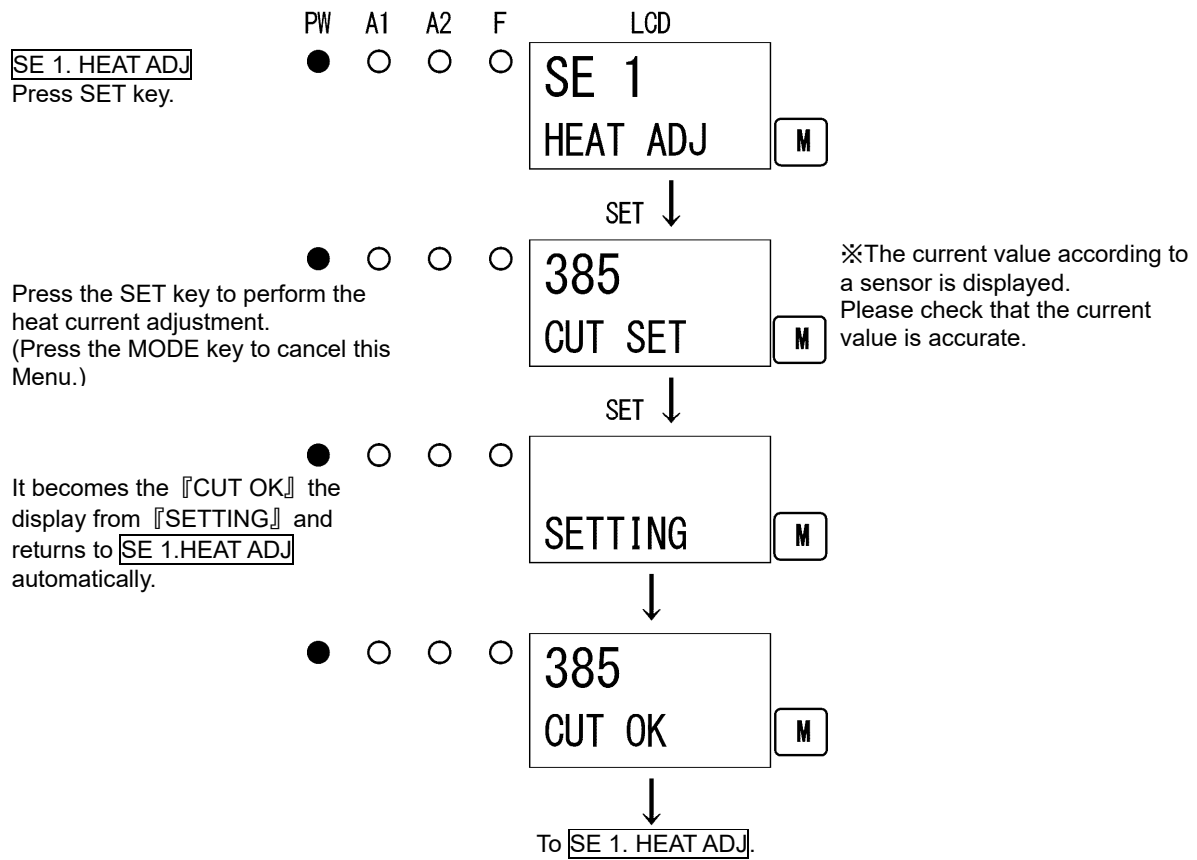 PW A1 A2 F LCD
SE 1. HEAT ADJ
Press SET key.
SE 1
HEAT ADJ
M
SET
385
CUT SET
M
Press the SET key to perform the
heat current adjustment.
(Press the MODE key to cancel this
Menu.)
※The current value according to
a sensor is displayed.
Please check that the current
value is accurate.
SET
SETTING
M
It becomes the『CUT OK』the
display from『SETTING』and
returns to SE 1.HEAT ADJ
automatically.
385
CUT OK
M
To SE 1. HEAT ADJ.